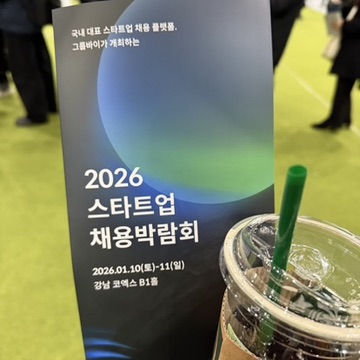 국내 대표 스타트업 채용 플랫폼,
그룹바이가 개최하는
2026
스타트업
채용박람회
2026.01.10(토)-11(일)
강남 코엑스 B1홀